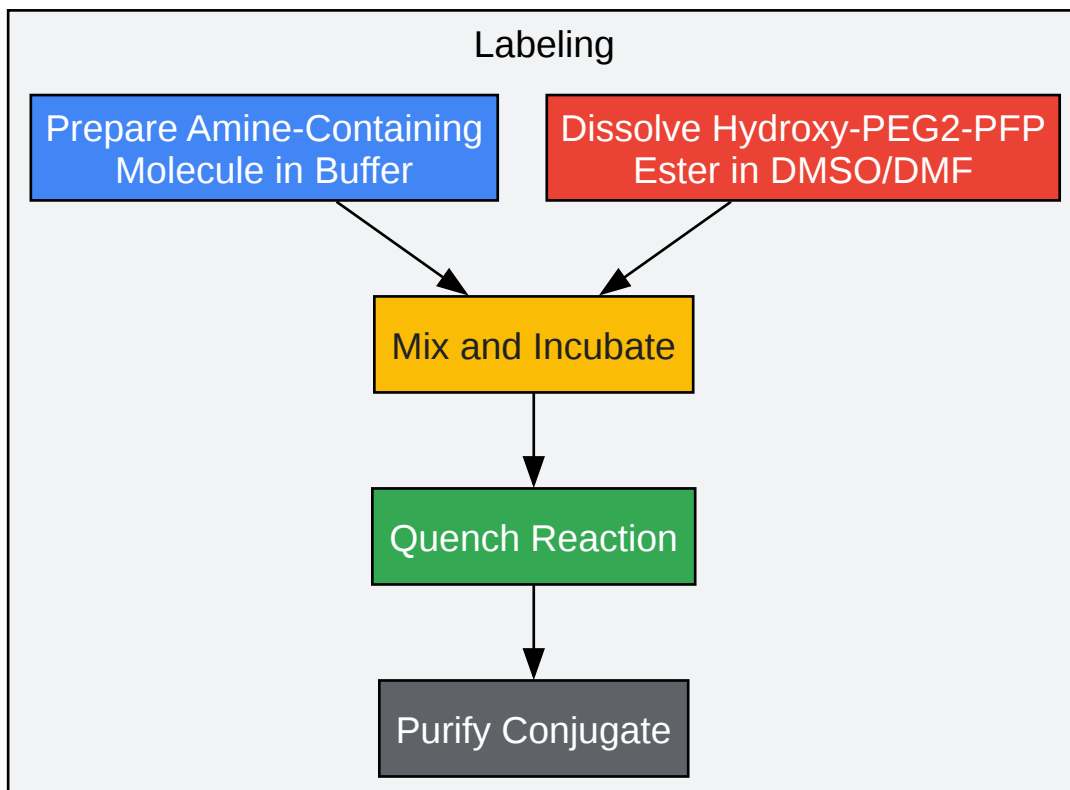 Labeling
Prepare Amine-Containing
Molecule in Buffer
Dissolve Hydroxy-PEG2-PFP
Ester in DMSO/DMF
Mix and Incubate
Quench Reaction
Purify Conjugate